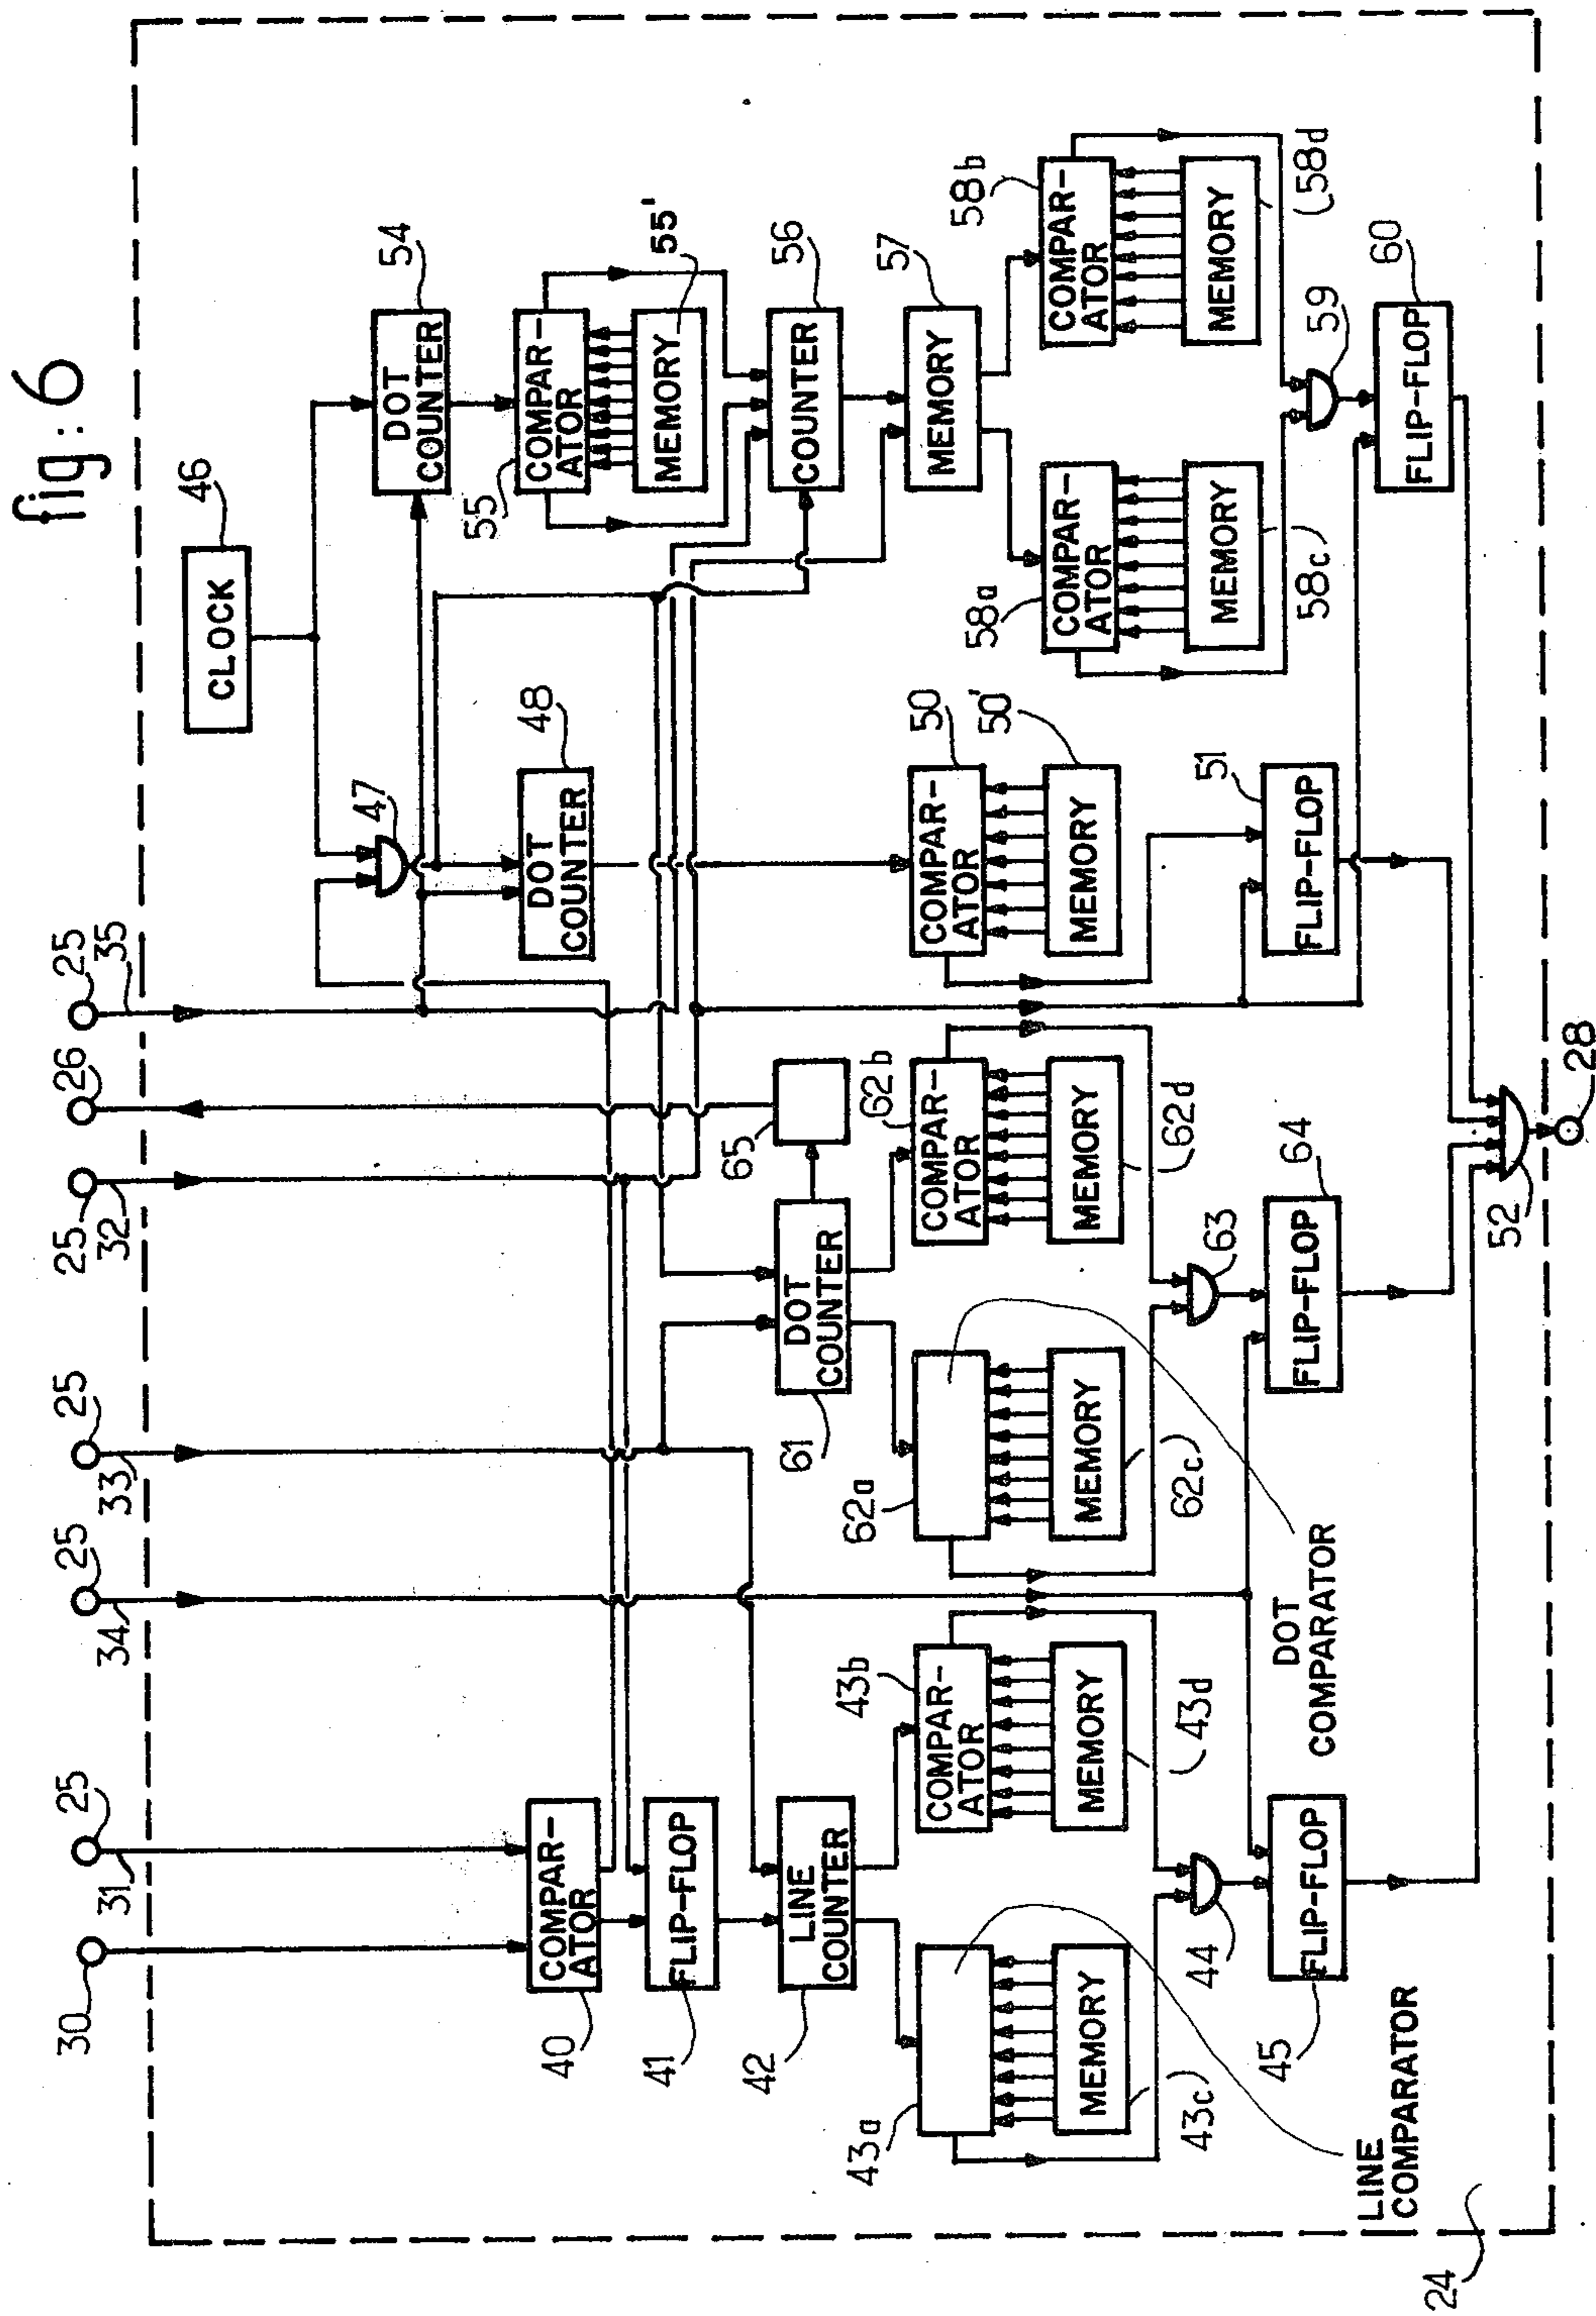 fig: 6
30
31
25
34
25
33
25
32
25
26
25
35
CLOCK
46
47
DOT
COUNTER
54
COMPAR-
ATOR
40
FLIP-FLOP
41
LINE
COUNTER
42
DOT
COUNTER
48
COMPAR-
ATOR
55
MEMORY
55'
DOT
COUNTER
61
65
COUNTER
56
MEMORY
57
43a
MEMORY
43c
COMPAR-
ATOR
43b
MEMORY
43d
62a
MEMORY
62c
COMPAR-
ATOR
62b
MEMORY
62d
COMPAR-
ATOR
50
MEMORY
50'
COMPAR-
ATOR
58a
MEMORY
58c
COMPAR-
ATOR
58b
MEMORY
58d
44
63
59
FLIP-FLOP
45
FLIP-FLOP
64
FLIP-FLOP
51
FLIP-FLOP
60
LINE
COMPARATOR
DOT
COMPARATOR
52
28
24